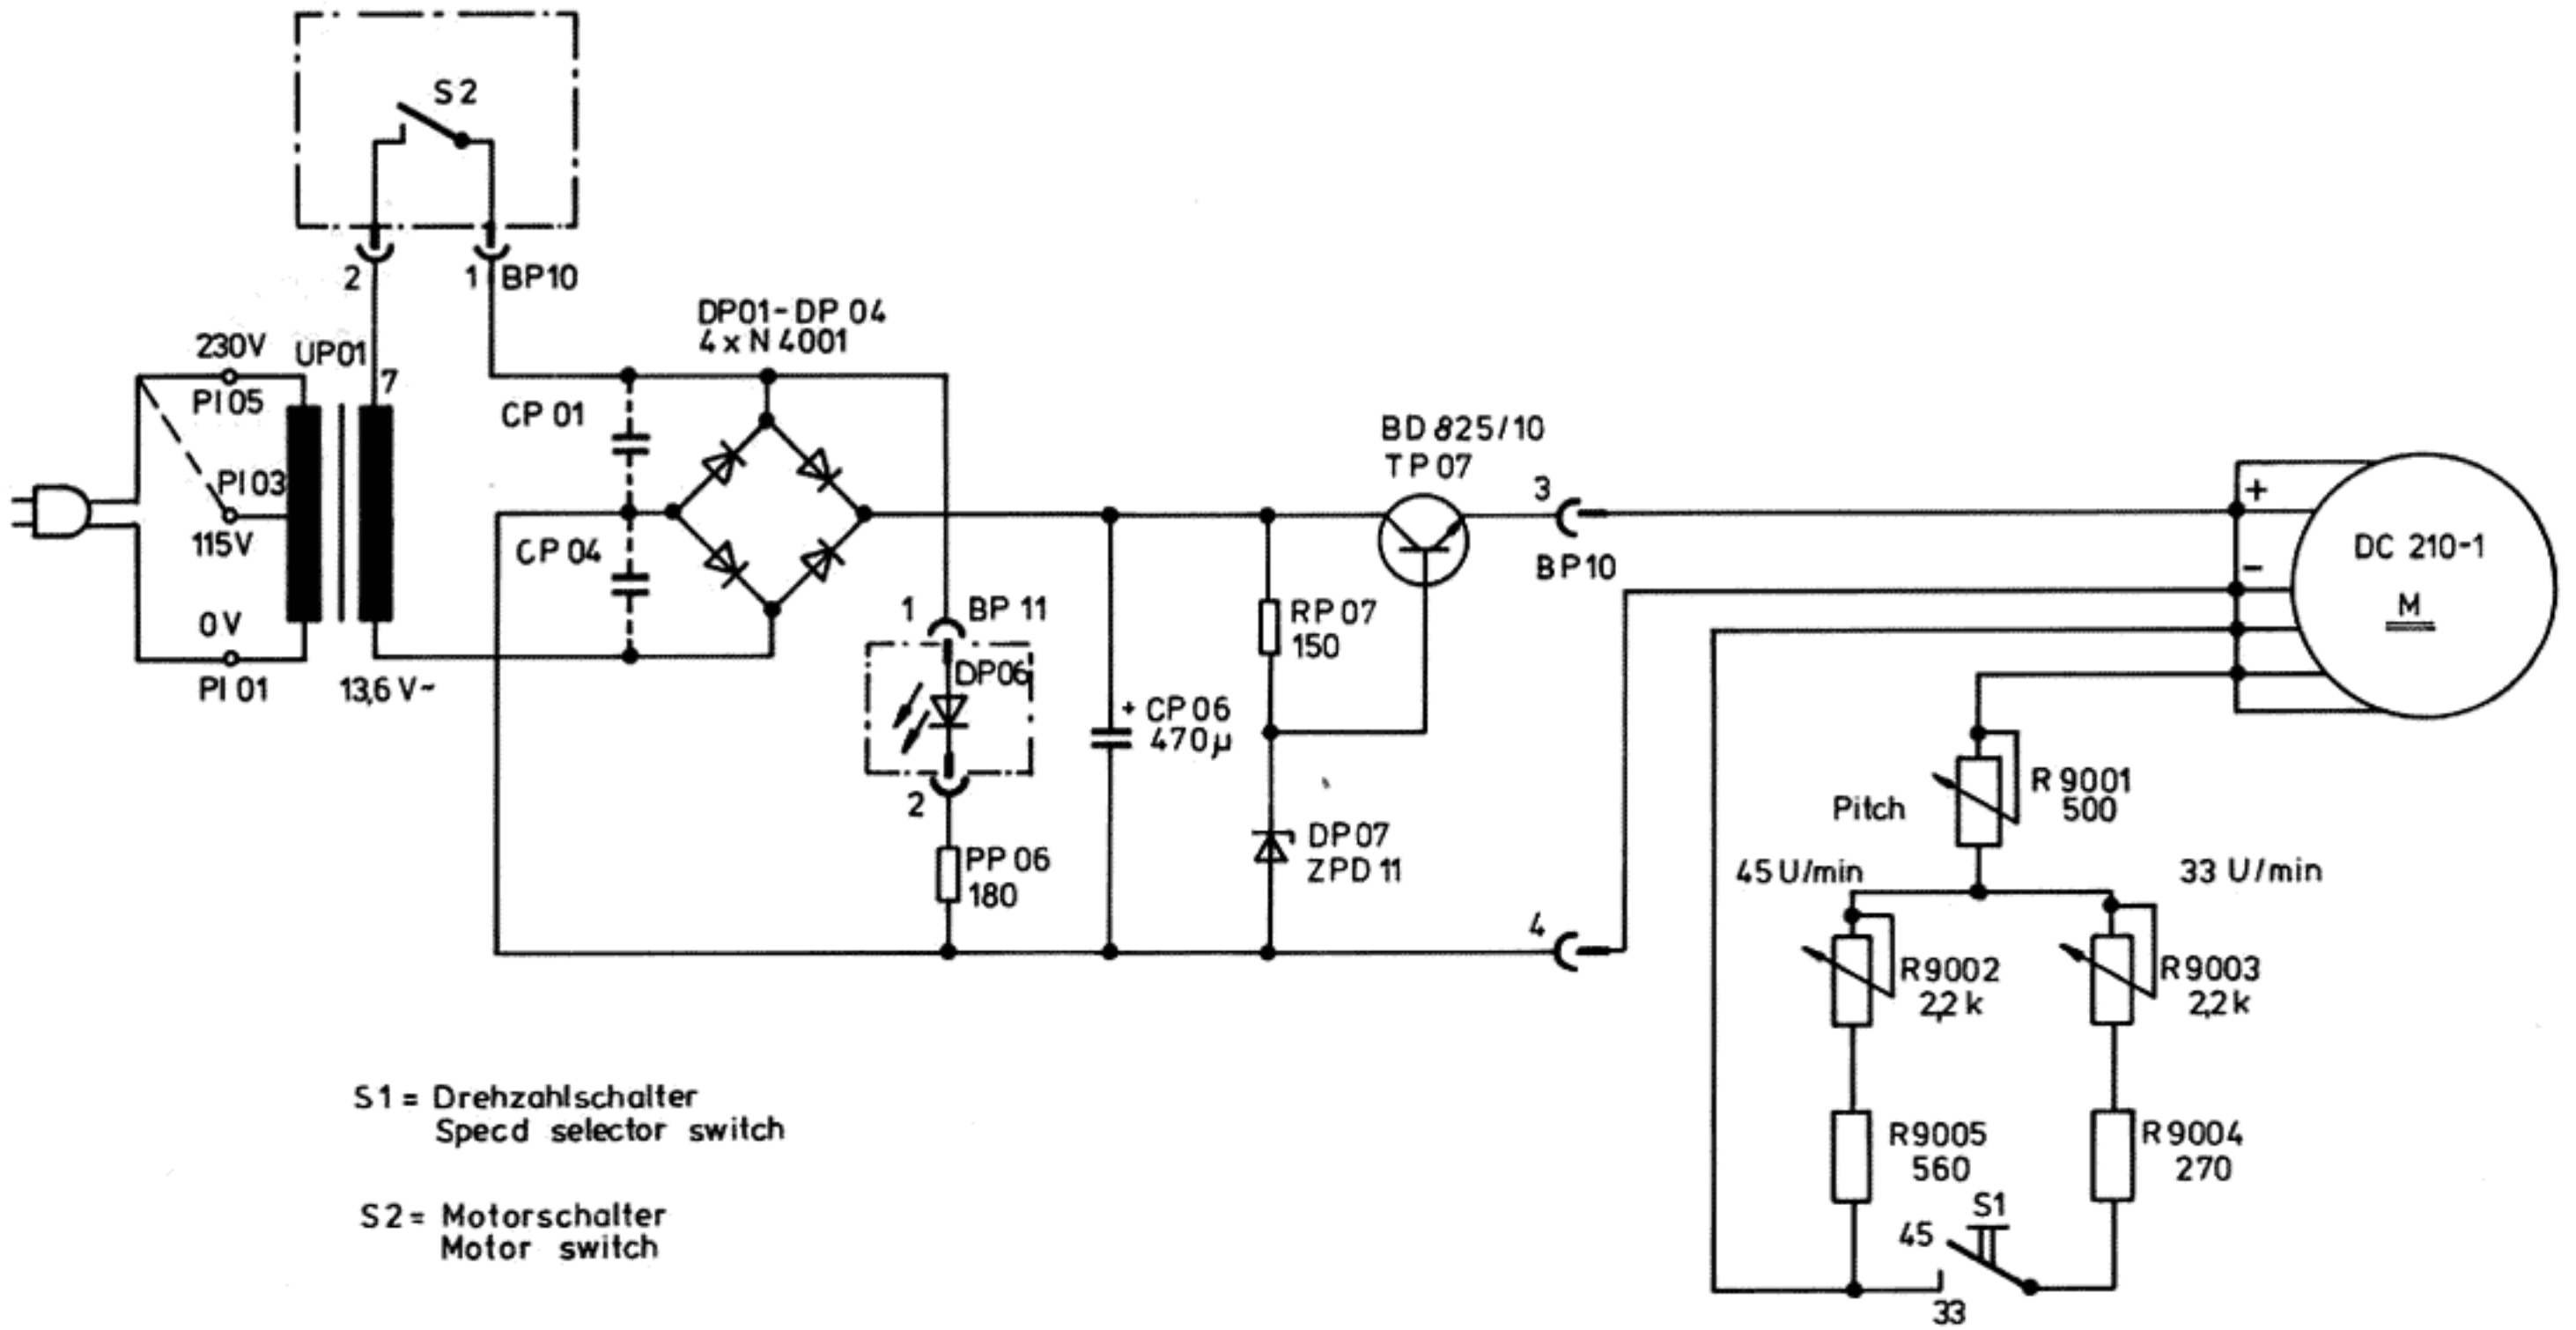 S2
2
1
BP10
DP01-DP 04
4 x N 4001
230V
UP01
7
PI 05
CP 01
PI 03
115V
CP 04
0V
PI 01
13,6 V~
1
BP 11
DP06
2
PP 06
180
+ CP 06
470µ
RP 07
150
DP 07
ZPD 11
BD 825/10
TP 07
3
BP10
4
+
-
DC 210-1
M
Pitch
R 9001
500
45 U/min
33 U/min
R9002
2,2 k
R9003
2,2 k
R9005
560
R 9004
270
S1
45
33
S1 = Drehzahlschalter
Specd selector switch
S2 = Motorschalter
Motor switch